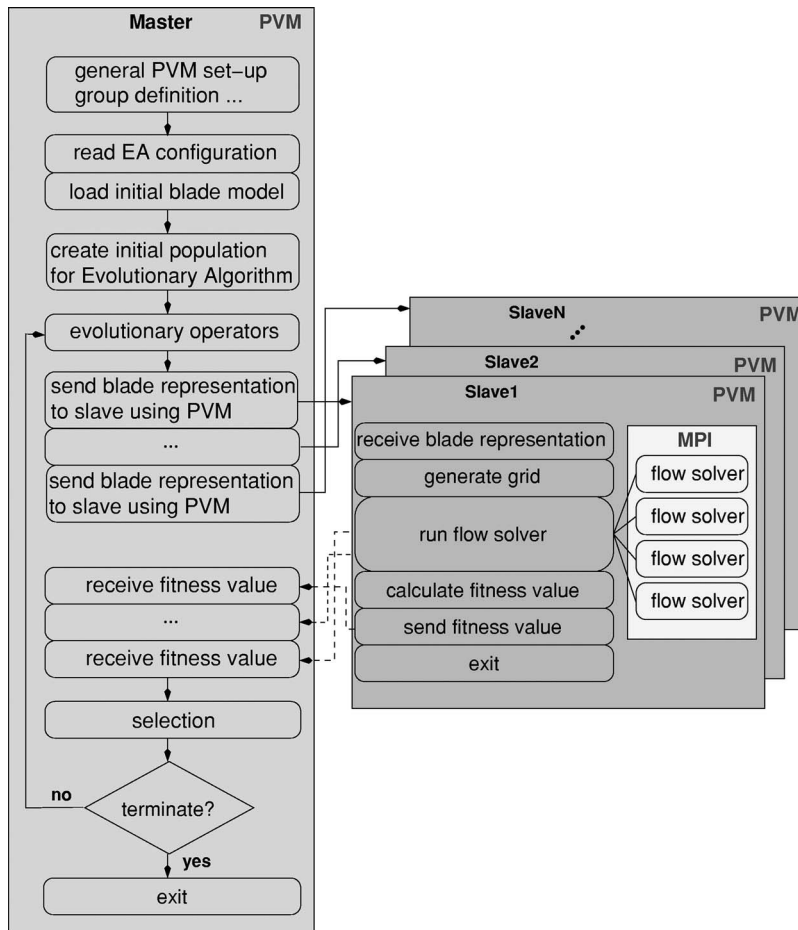 Master PVM
general PVM set-up
group definition ...
read EA configuration
load initial blade model
create initial population
for Evolutionary Algorithm
evolutionary operators
send blade representation
to slave using PVM
...
send blade representation
to slave using PVM
receive fitness value
...
receive fitness value
selection
no
terminate?
yes
exit
SlaveN PVM
Slave2 PVM
Slave1 PVM
receive blade representation
generate grid
run flow solver
calculate fitness value
send fitness value
exit
MPI
flow solver
flow solver
flow solver
flow solver